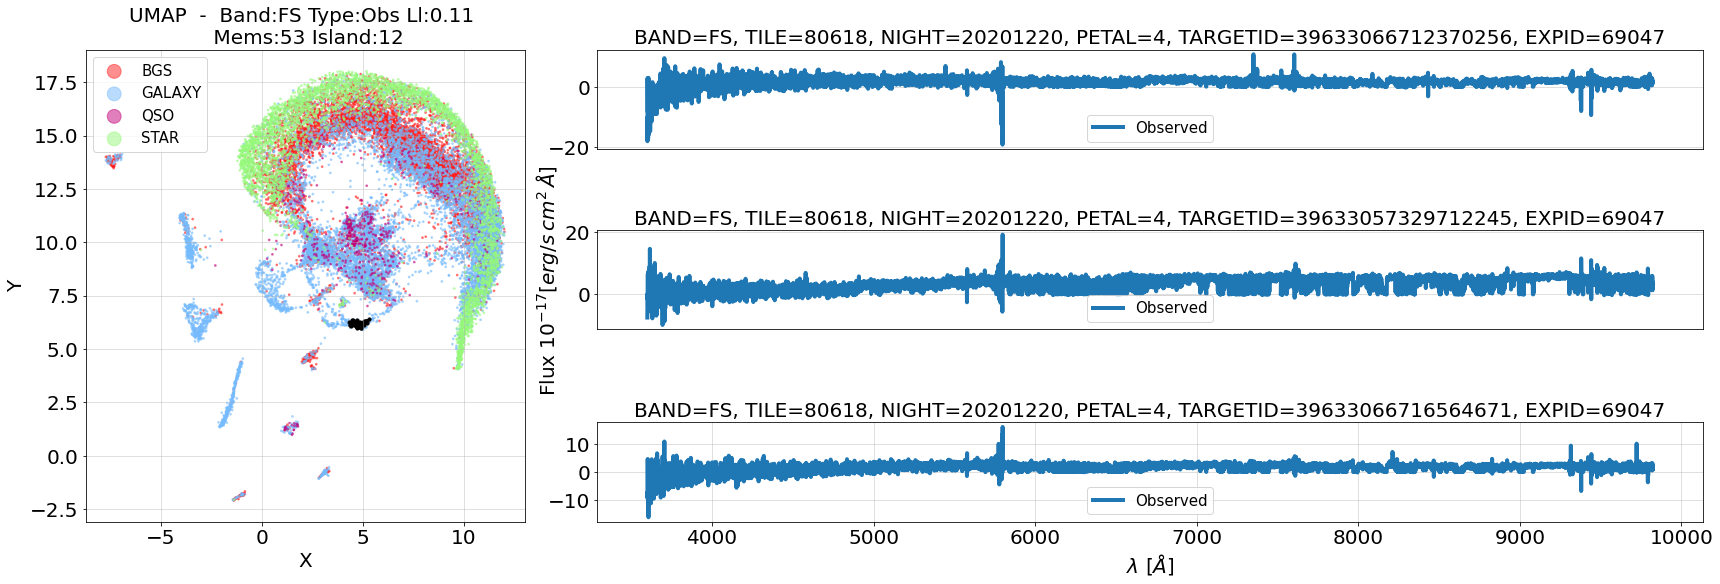 UMAP  -  Band:FS Type:Obs Ll:0.11
Mems:53 Island:12
BGS
GALAXY
QSO
STAR
17.5
15.0
12.5
10.0
7.5
5.0
2.5
0.0
−2.5
Y
−5
0
5
10
X
Flux 10⁻¹⁷[erg/s cm² Å]
BAND=FS, TILE=80618, NIGHT=20201220, PETAL=4, TARGETID=39633066712370256, EXPID=69047
0
−20
Observed
BAND=FS, TILE=80618, NIGHT=20201220, PETAL=4, TARGETID=39633057329712245, EXPID=69047
20
0
Observed
BAND=FS, TILE=80618, NIGHT=20201220, PETAL=4, TARGETID=39633066716564671, EXPID=69047
10
0
−10
Observed
4000
5000
6000
7000
8000
9000
10000
λ [Å]